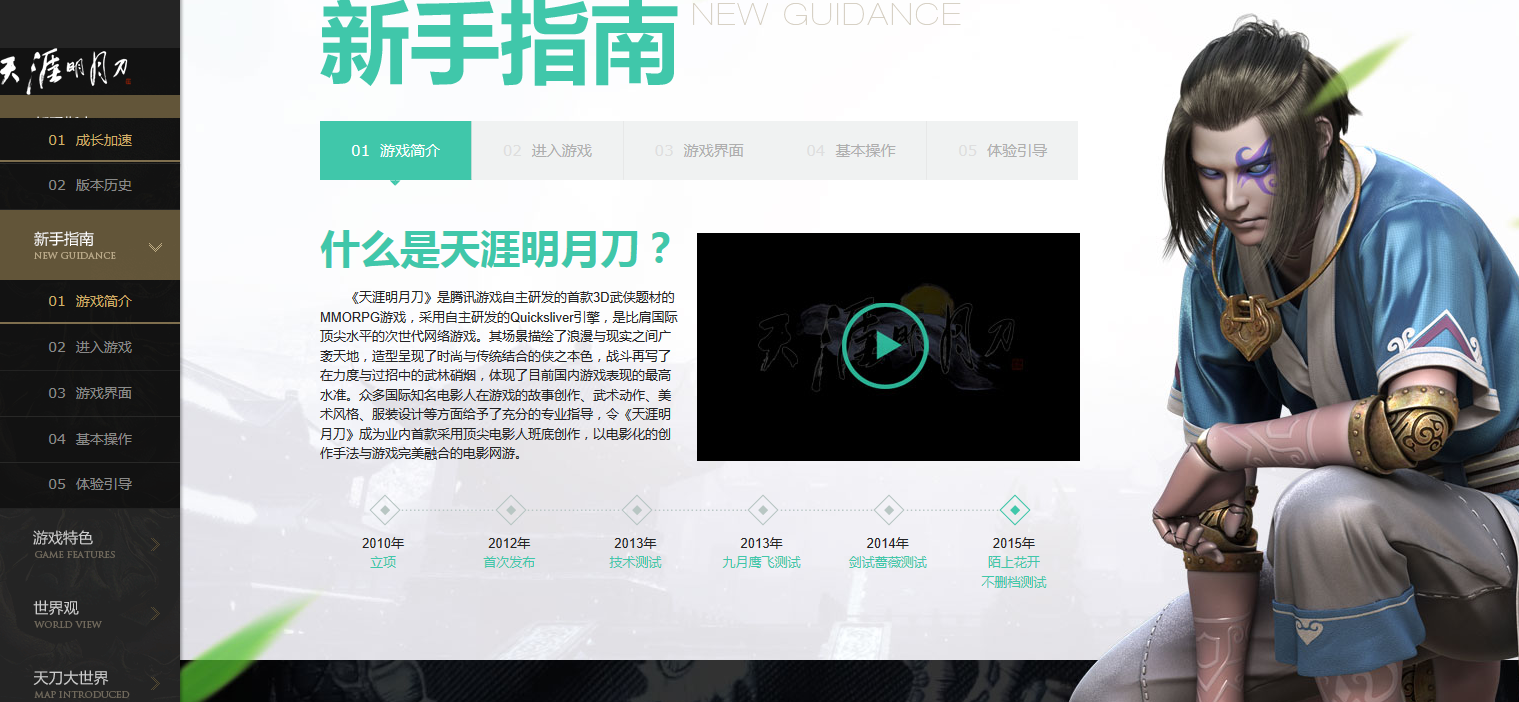 天涯明月刀
01 成长加速
02 版本历史
新手指南
NEW GUIDANCE
01 游戏简介
02 进入游戏
03 游戏界面
04 基本操作
05 体验引导
游戏特色
GAME FEATURES
世界观
WORLD VIEW
天刀大世界
MAP INTRODUCED
新手指南 NEW GUIDANCE
01 游戏简介 02 进入游戏 03 游戏界面 04 基本操作 05 体验引导
什么是天涯明月刀？
《天涯明月刀》是腾讯游戏自主研发的首款3D武侠题材的
MMORPG游戏，采用自主研发的Quicksliver引擎，是比肩国际
顶尖水平的次世代网络游戏。其场景描绘了浪漫与现实之间广
袤天地，造型呈现了时尚与传统结合的侠之本色，战斗再写了
在力度与过招中的武林硝烟，体现了目前国内游戏表现的最高
水准。众多国际知名电影人在游戏的故事创作、武术动作、美
术风格、服装设计等方面给予了充分的专业指导，令《天涯明
月刀》成为业内首款采用顶尖电影人班底创作，以电影化的创
作手法与游戏完美融合的电影网游。
天涯明月刀
2010年 2012年 2013年 2013年 2014年 2015年
立项 首次发布 技术测试 九月鹰飞测试 剑试蔷薇测试 陌上花开
不删档测试